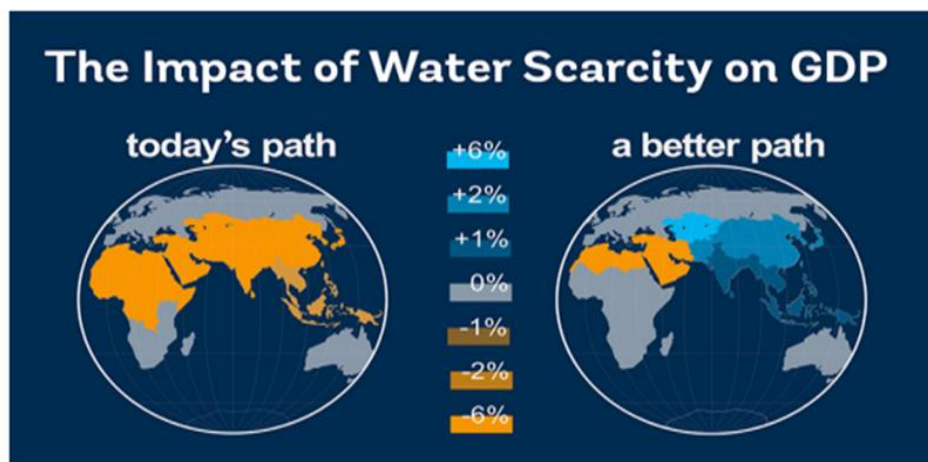 The Impact of Water Scarcity on GDP
today's path
a better path
+6%
+2%
+1%
0%
-1%
-2%
-6%